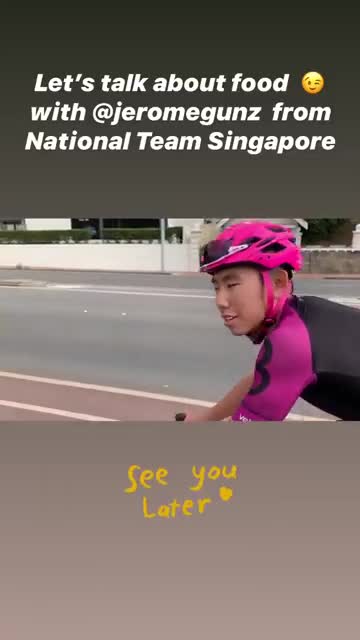 Let's talk about food 😉
with @jeromegunz from
National Team Singapore
See you
Later